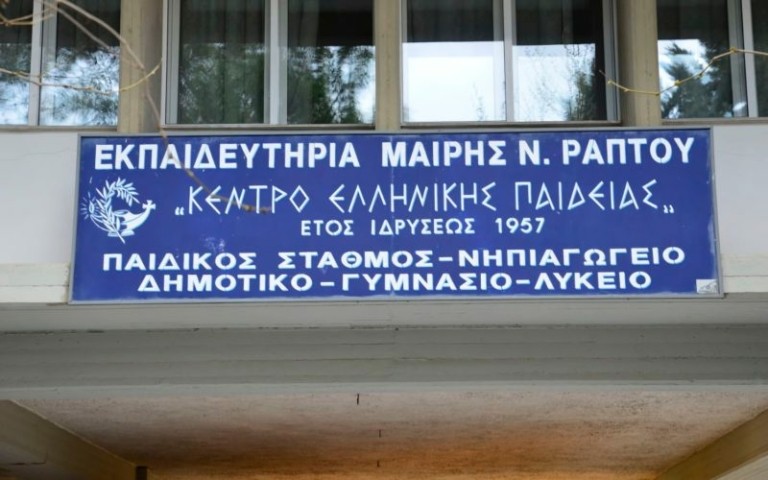 ΕΚΠΑΙΔΕΥΤΗΡΙΑ ΜΑΙΡΗΣ Ν. ΡΑΠΤΟΥ
„ΚΕΝΤΡΟ ΕΛΛΗΝΙΚΗΣ ΠΑΙΔΕΙΑΣ„
ΕΤΟΣ ΙΔΡΥΣΕΩΣ 1957
ΠΑΙΔΙΚΟΣ ΣΤΑΘΜΟΣ-ΝΗΠΙΑΓΩΓΕΙΟ
ΔΗΜΟΤΙΚΟ-ΓΥΜΝΑΣΙΟ-ΛΥΚΕΙΟ